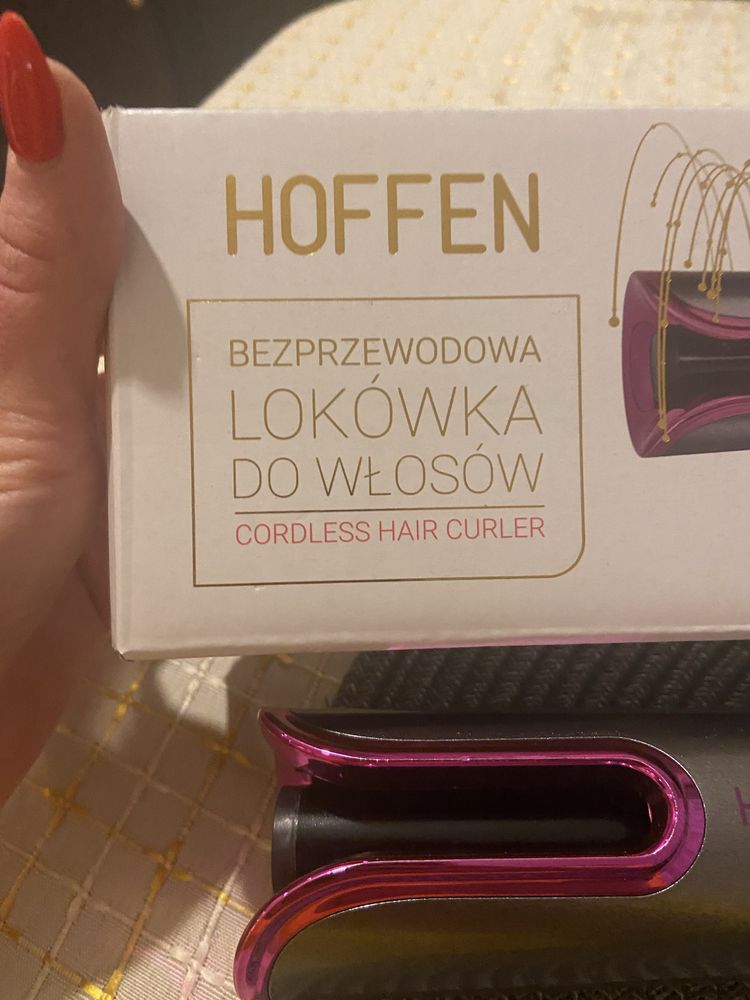 HOFFEN
BEZPRZEWODOWA
LOKÓWKA
DO WŁOSÓW
CORDLESS HAIR CURLER